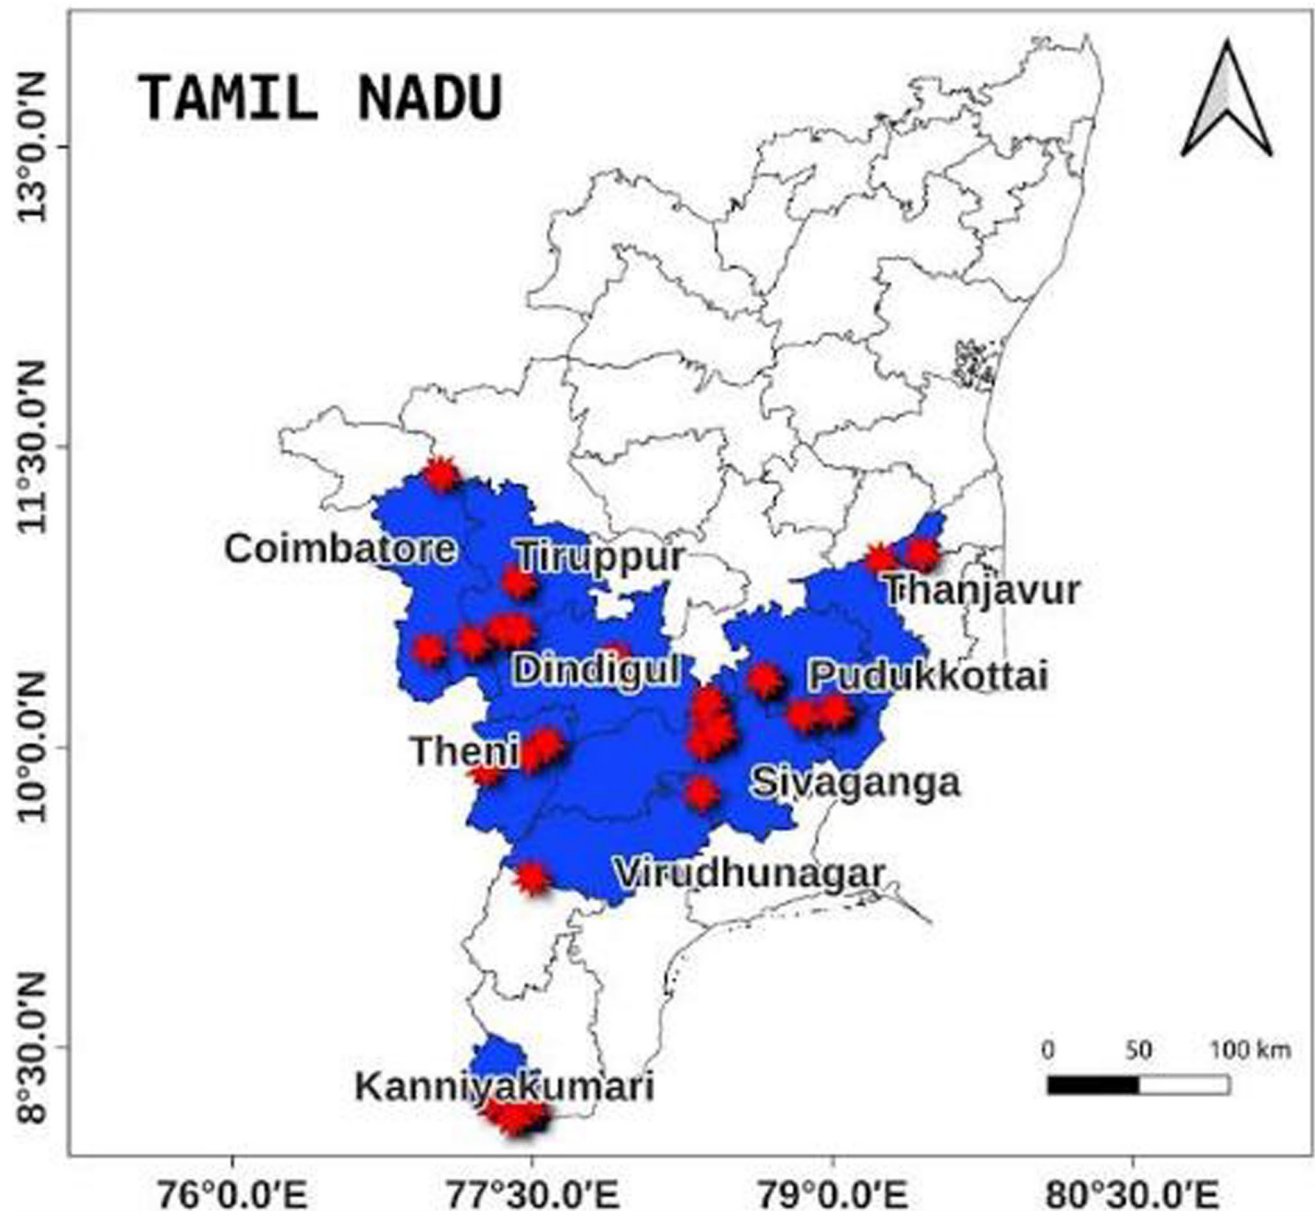 TAMIL NADU
13°0.0'N
11°30.0'N
10°0.0'N
8°30.0'N
Coimbatore
Tiruppur
Thanjavur
Dindigul
Pudukkottai
Theni
Sivaganga
Virudhunagar
Kanniyakumari
0 50 100 km
76°0.0'E 77°30.0'E 79°0.0'E 80°30.0'E